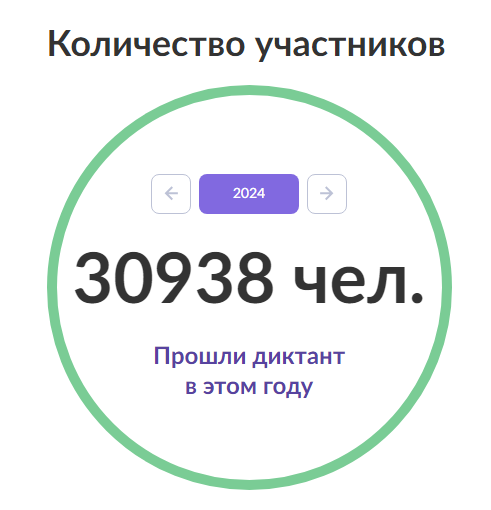 Количество участников
2024
30938 чел.
Прошли диктант
в этом году